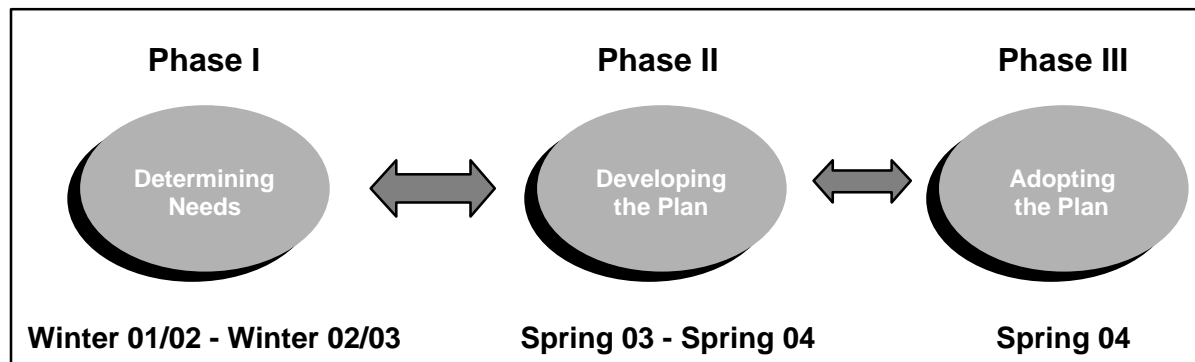 Phase I
Phase II
Phase III
Determining
Needs
Developing
the Plan
Adopting
the Plan
Winter 01/02 - Winter 02/03
Spring 03 - Spring 04
Spring 04